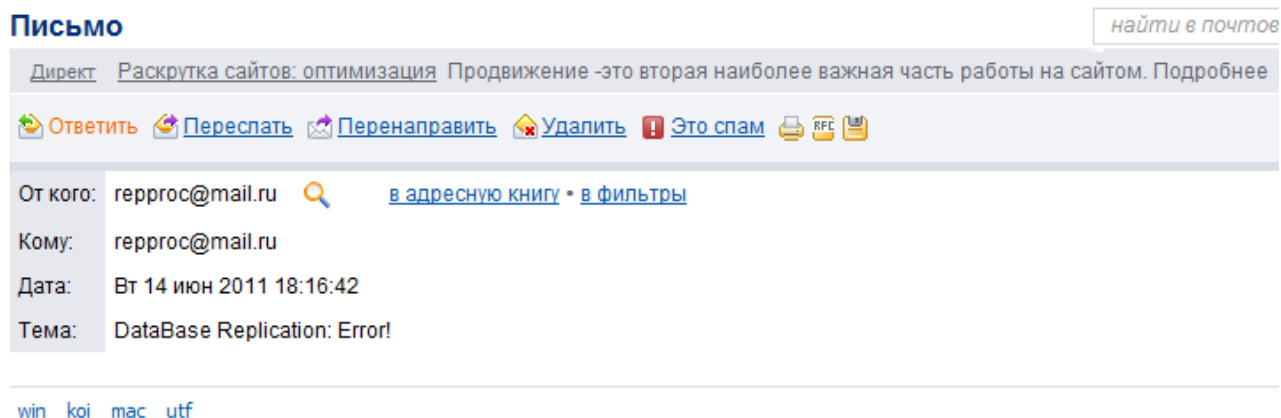 Письмо
найти в почтов
Директ Раскрутка сайтов: оптимизация Продвижение -это вторая наиболее важная часть работы на сайтом. Подробнее
Ответить Переслать Перенаправить Удалить Это спам RFC
От кого: repproc@mail.ru в адресную книгу • в фильтры
Кому: repproc@mail.ru
Дата: Вт 14 июн 2011 18:16:42
Тема: DataBase Replication: Error!
win koi mac utf